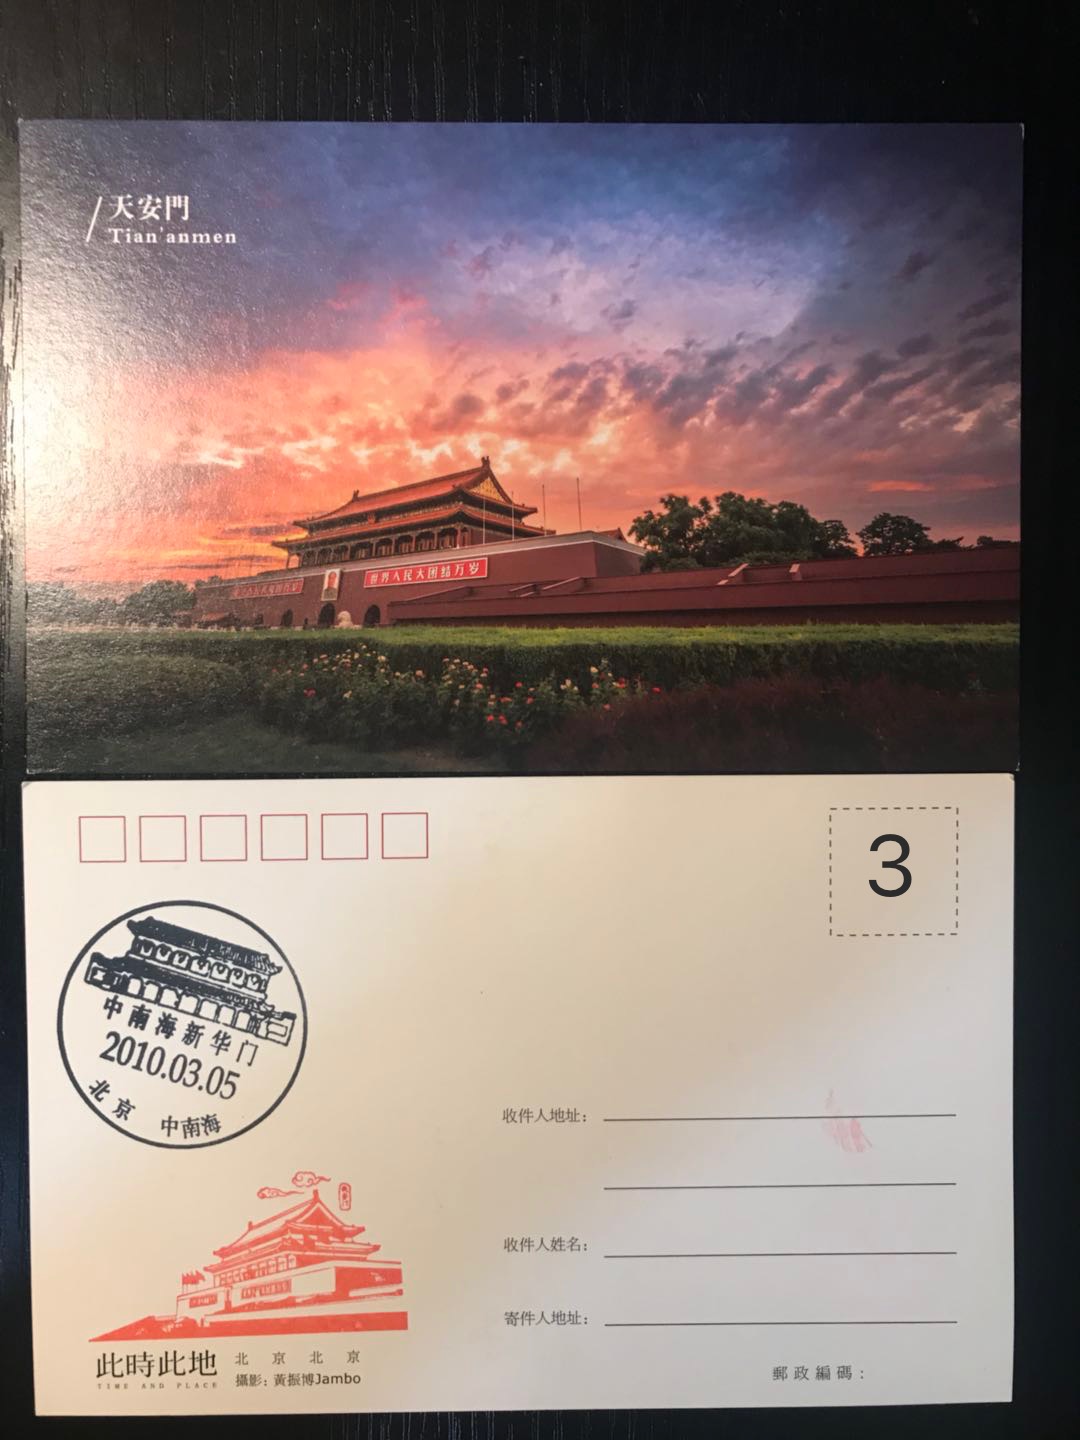 天安門
Tian'anmen
世界人民大团结万岁
3
中南海新华门
2010.03.05
北京 中南海
收件人地址：
收件人姓名：
寄件人地址：
此時此地
TIME AND PLACE
北京北京
攝影：黃振博Jambo
郵政編碼：